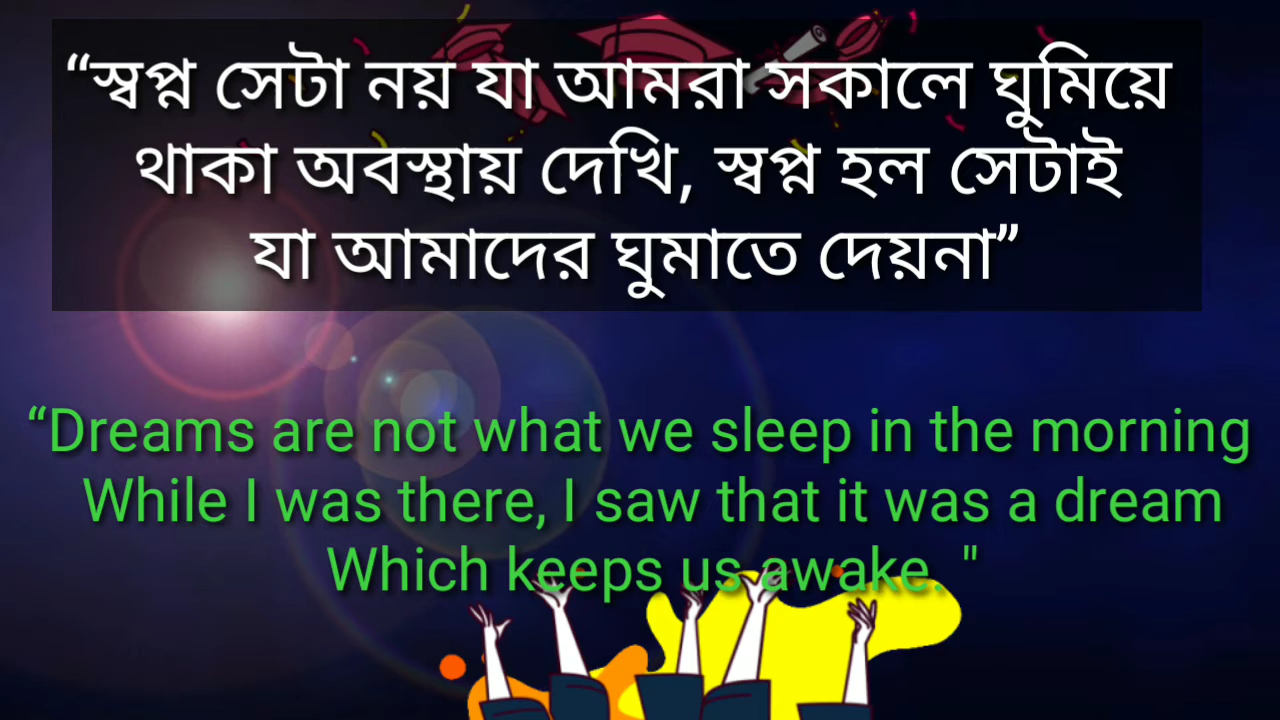 “স্বপ্ন সেটা নয় যা আমরা সকালে ঘুমিয়ে
থাকা অবস্থায় দেখি, স্বপ্ন হল সেটাই
যা আমাদের ঘুমাতে দেয়না”
“Dreams are not what we sleep in the morning
While I was there, I saw that it was a dream
Which keeps us awake. "